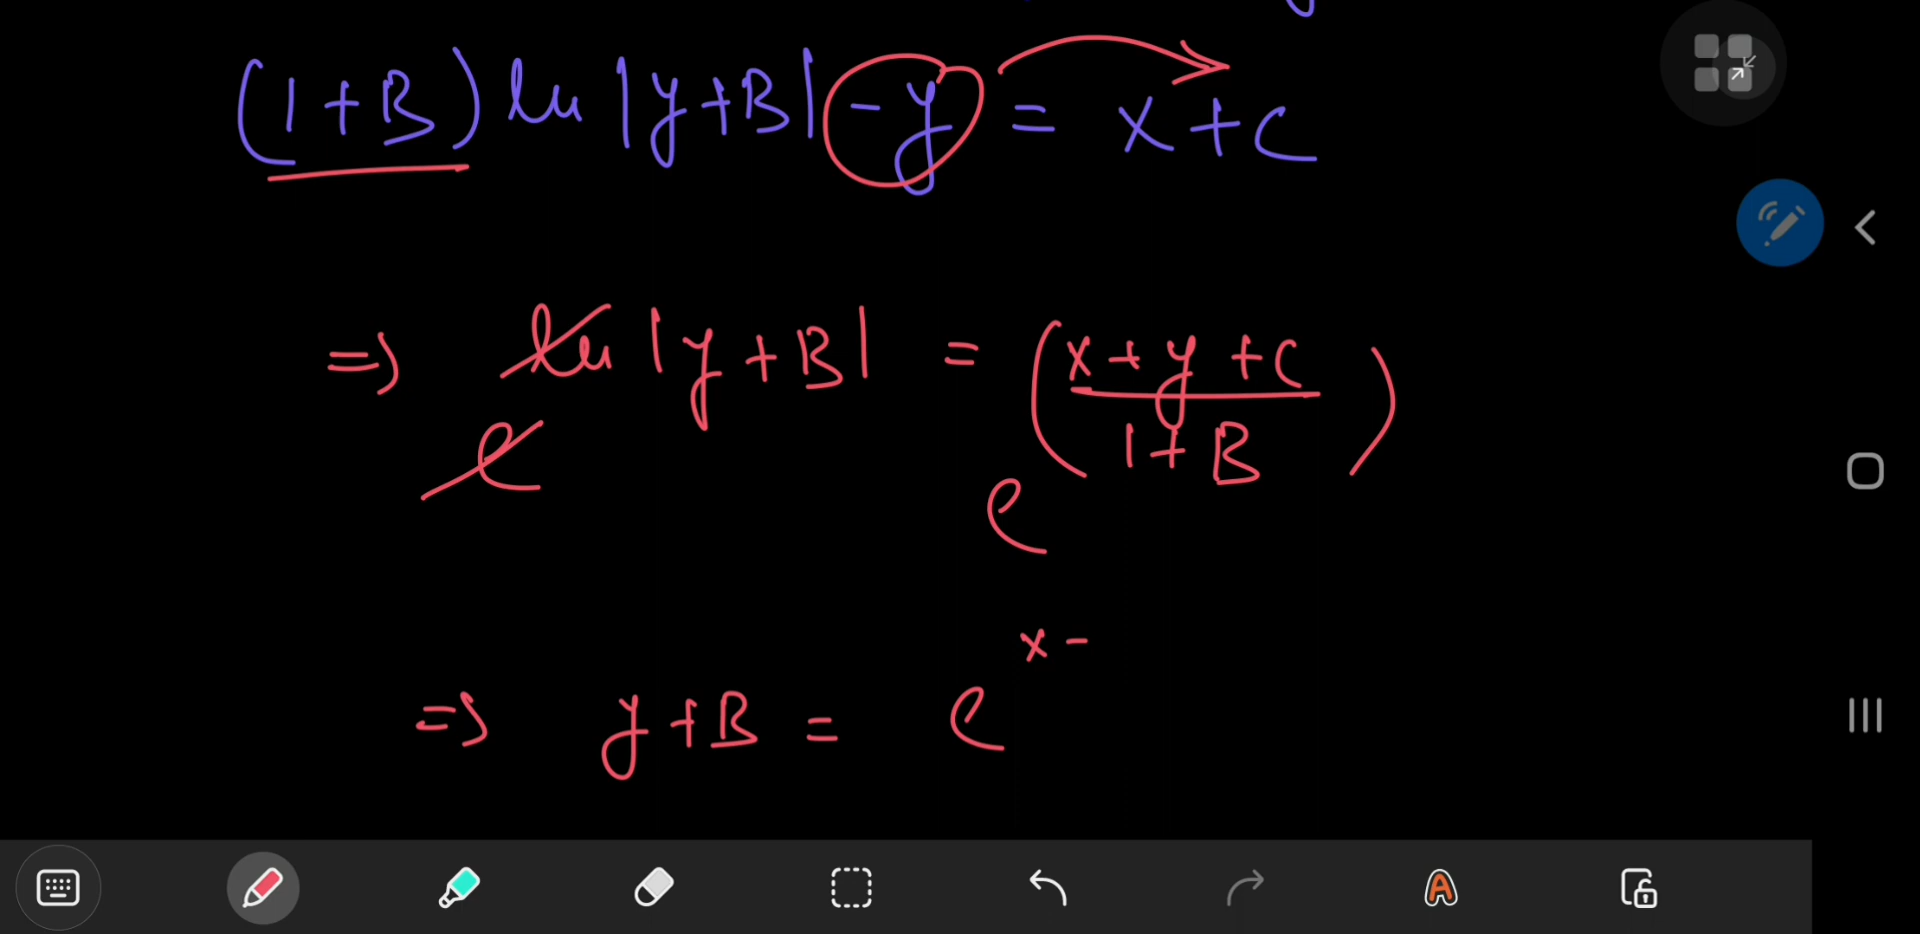 (1+B) ln |y+B| - y = x+c
=> ln |y+B| = (x+y+c / 1+B)
e e
x -
=> y+B = e
A